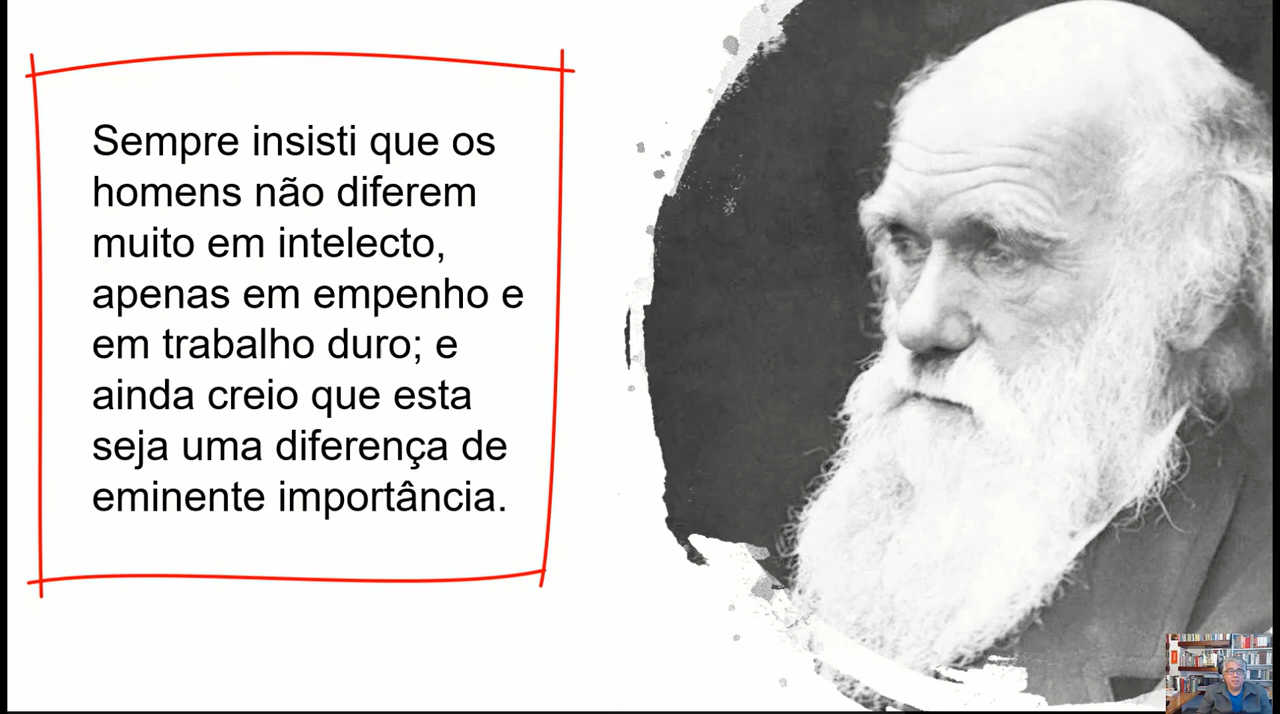 Sempre insisti que os
homens não diferem
muito em intelecto,
apenas em empenho e
em trabalho duro; e
ainda creio que esta
seja uma diferença de
eminente importância.